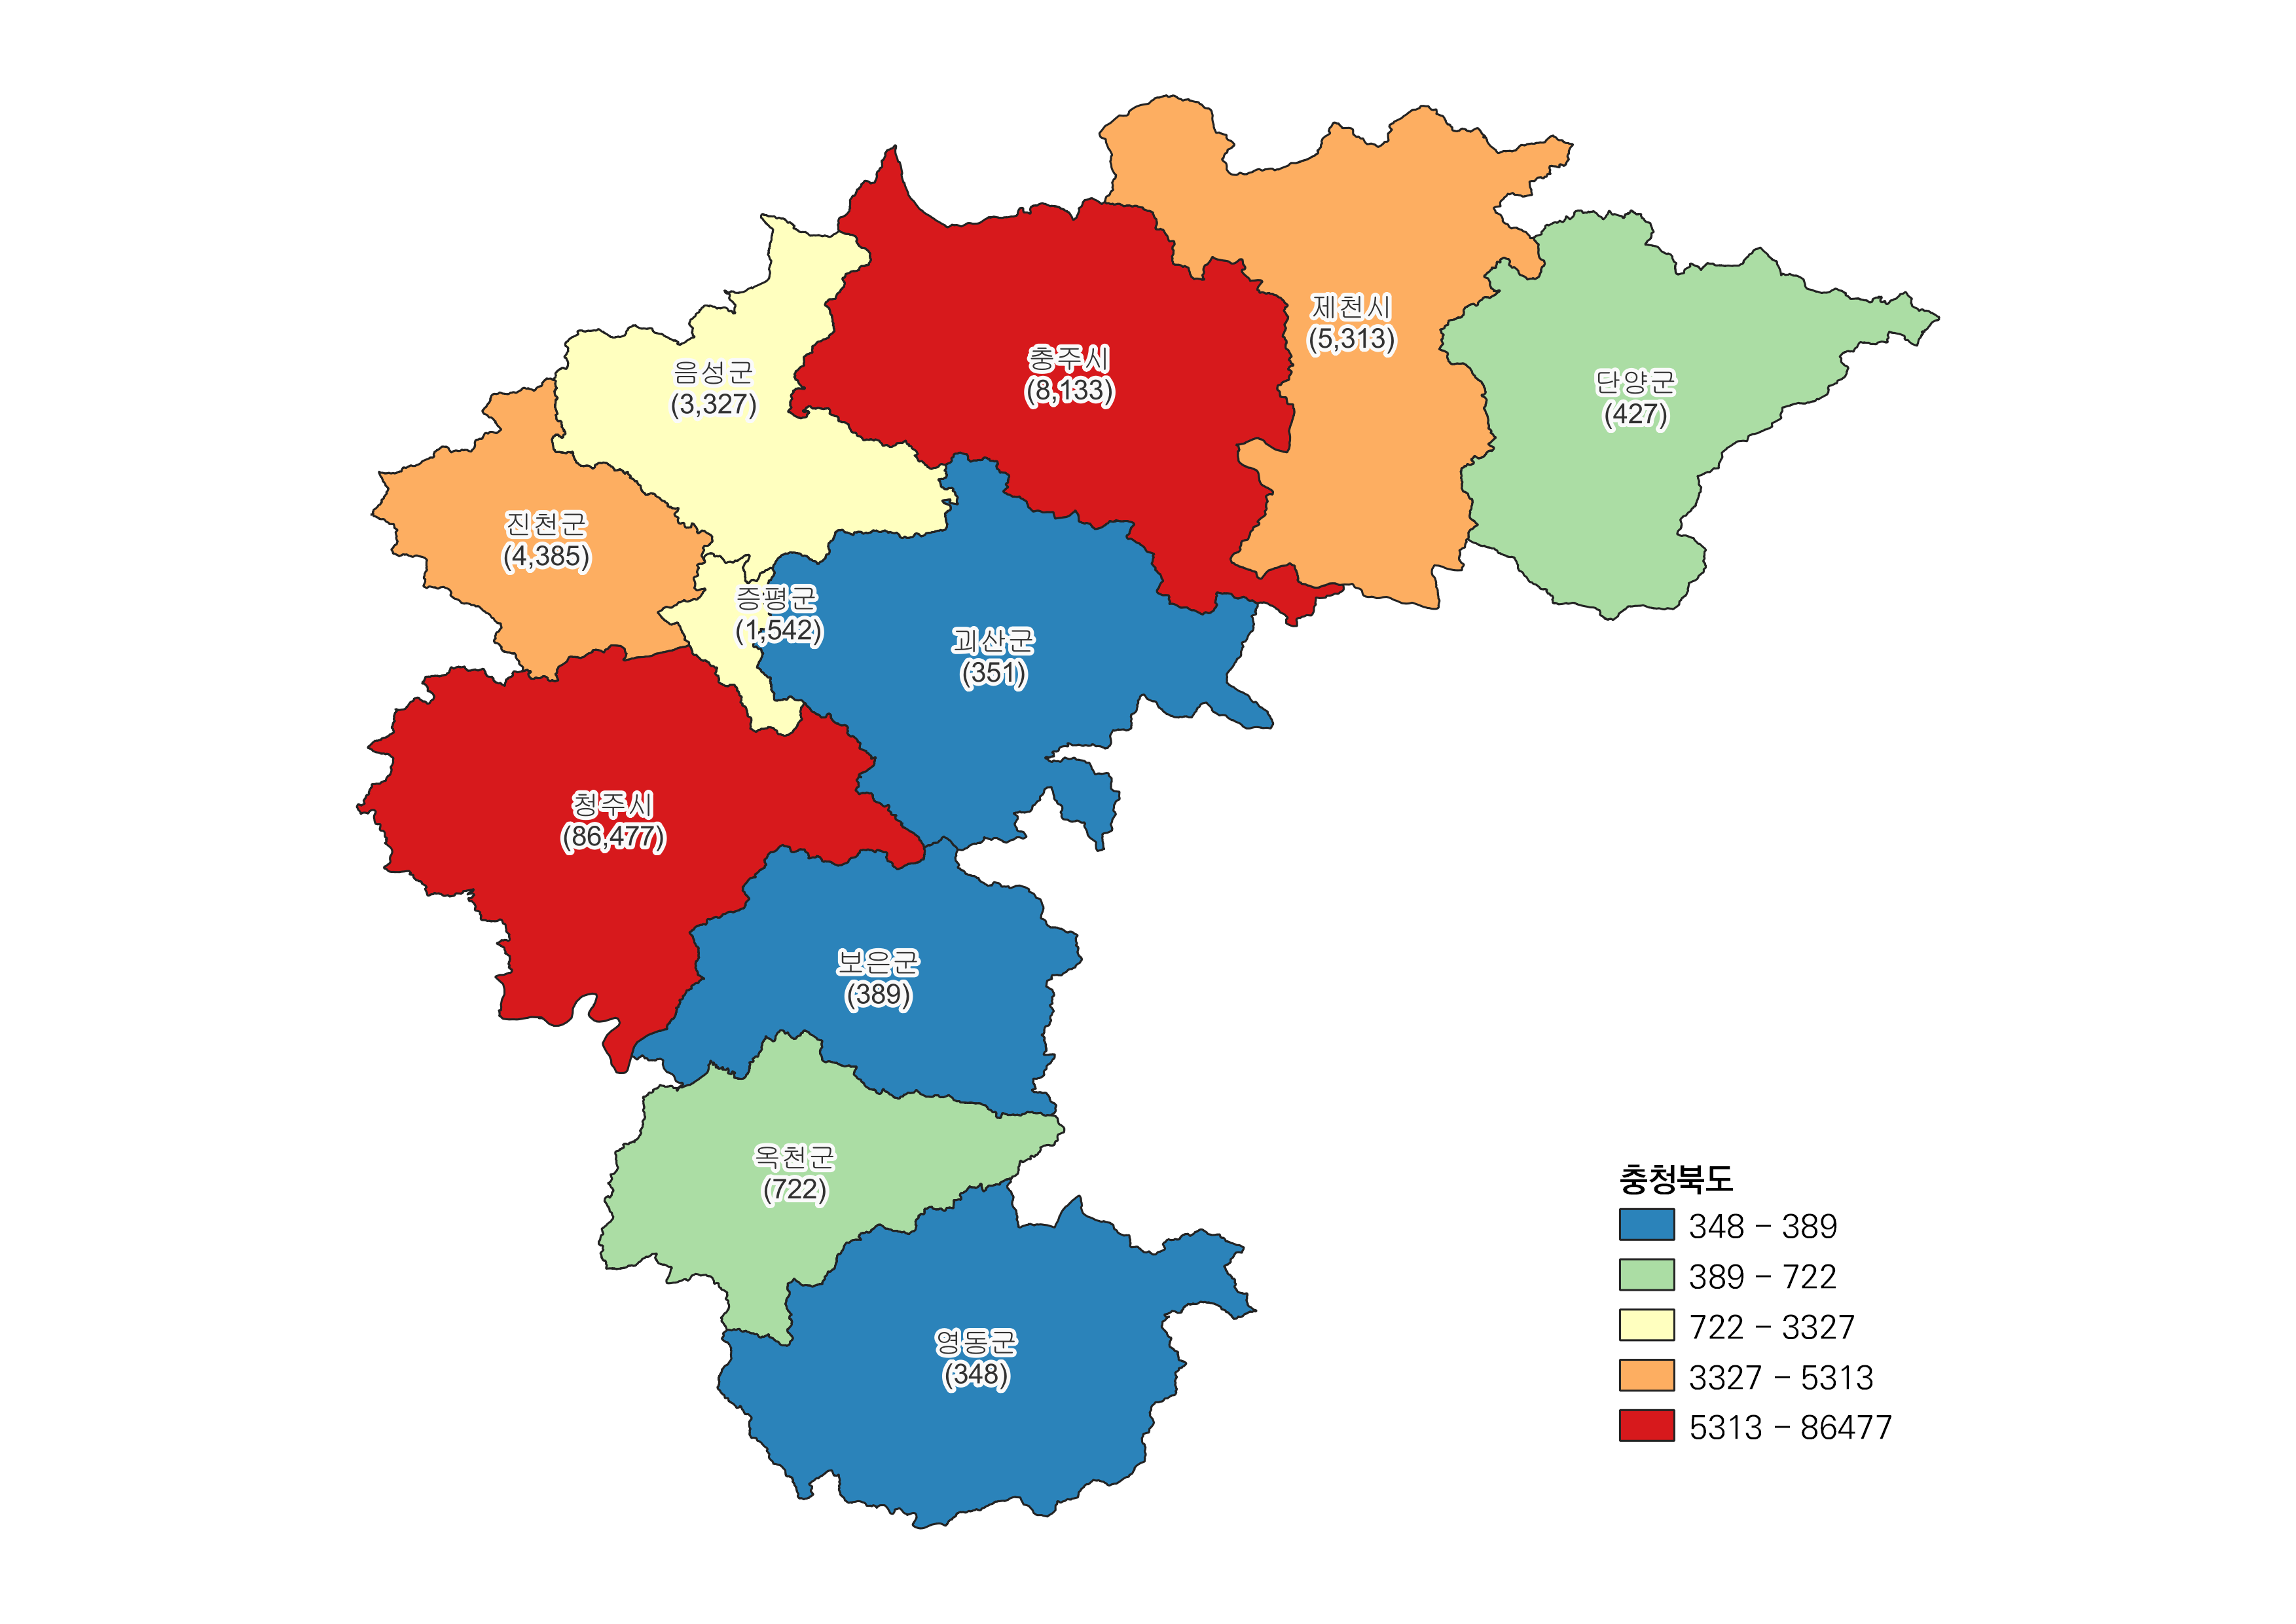 제천시
(5,313)
충주시
(8,133)
음성군
(3,327)
단양군
(427)
진천군
(4,385)
증평군
(1,542)
괴산군
(351)
청주시
(86,477)
보은군
(389)
옥천군
(722)
영동군
(348)
충청북도
348 – 389
389 – 722
722 – 3327
3327 – 5313
5313 – 86477